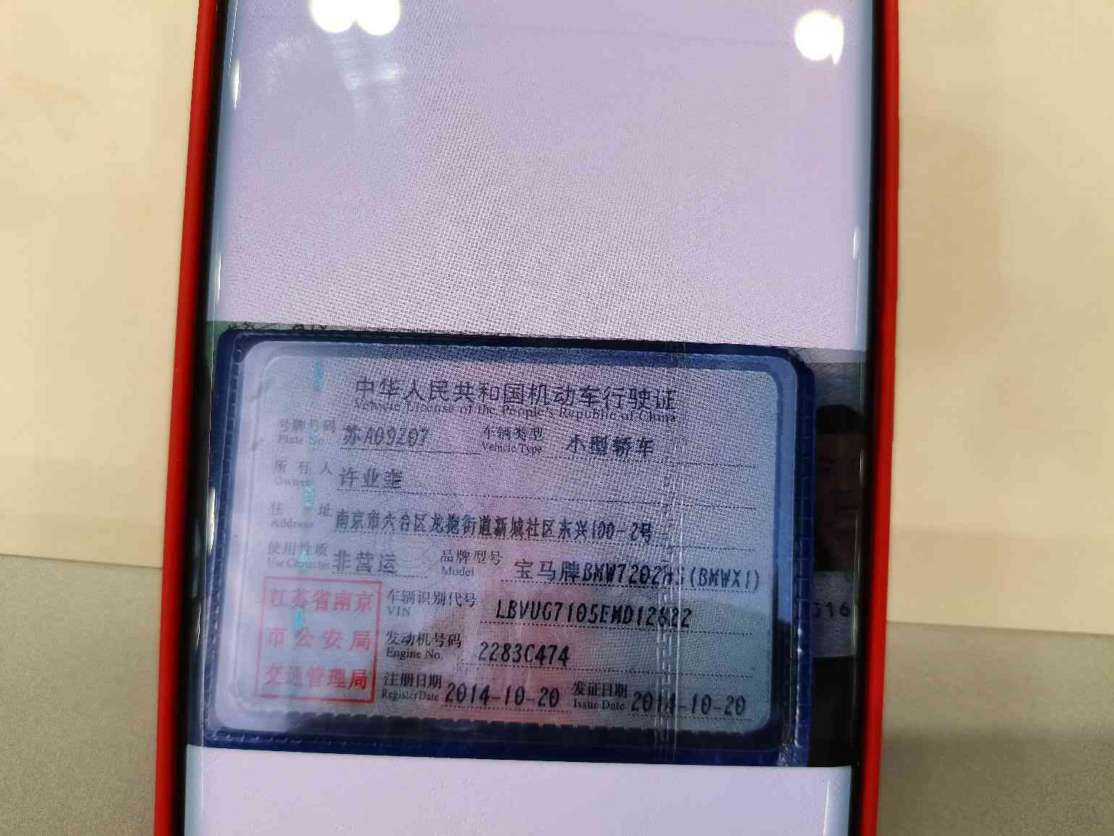 中华人民共和国机动车行驶证
Vehicle License of the People's Republic of China
号牌号码 苏A09Z07 车辆类型 小型轿车
Plate No. Vehicle Type
所有人 许业奎
Owner
住址 南京市六合区龙袍街道新城社区东兴100-2号
Address
使用性质 非营运 品牌型号 宝马牌BMW7202HS(BMWX1)
Use Character Model
江苏省南京
市公安局
交通管理局
车辆识别代号 LBVUG7105EMD12822
VIN
发动机号码 2283C474
Engine No.
注册日期 2014-10-20 发证日期 2014-10-20
Register Date Issue Date
316